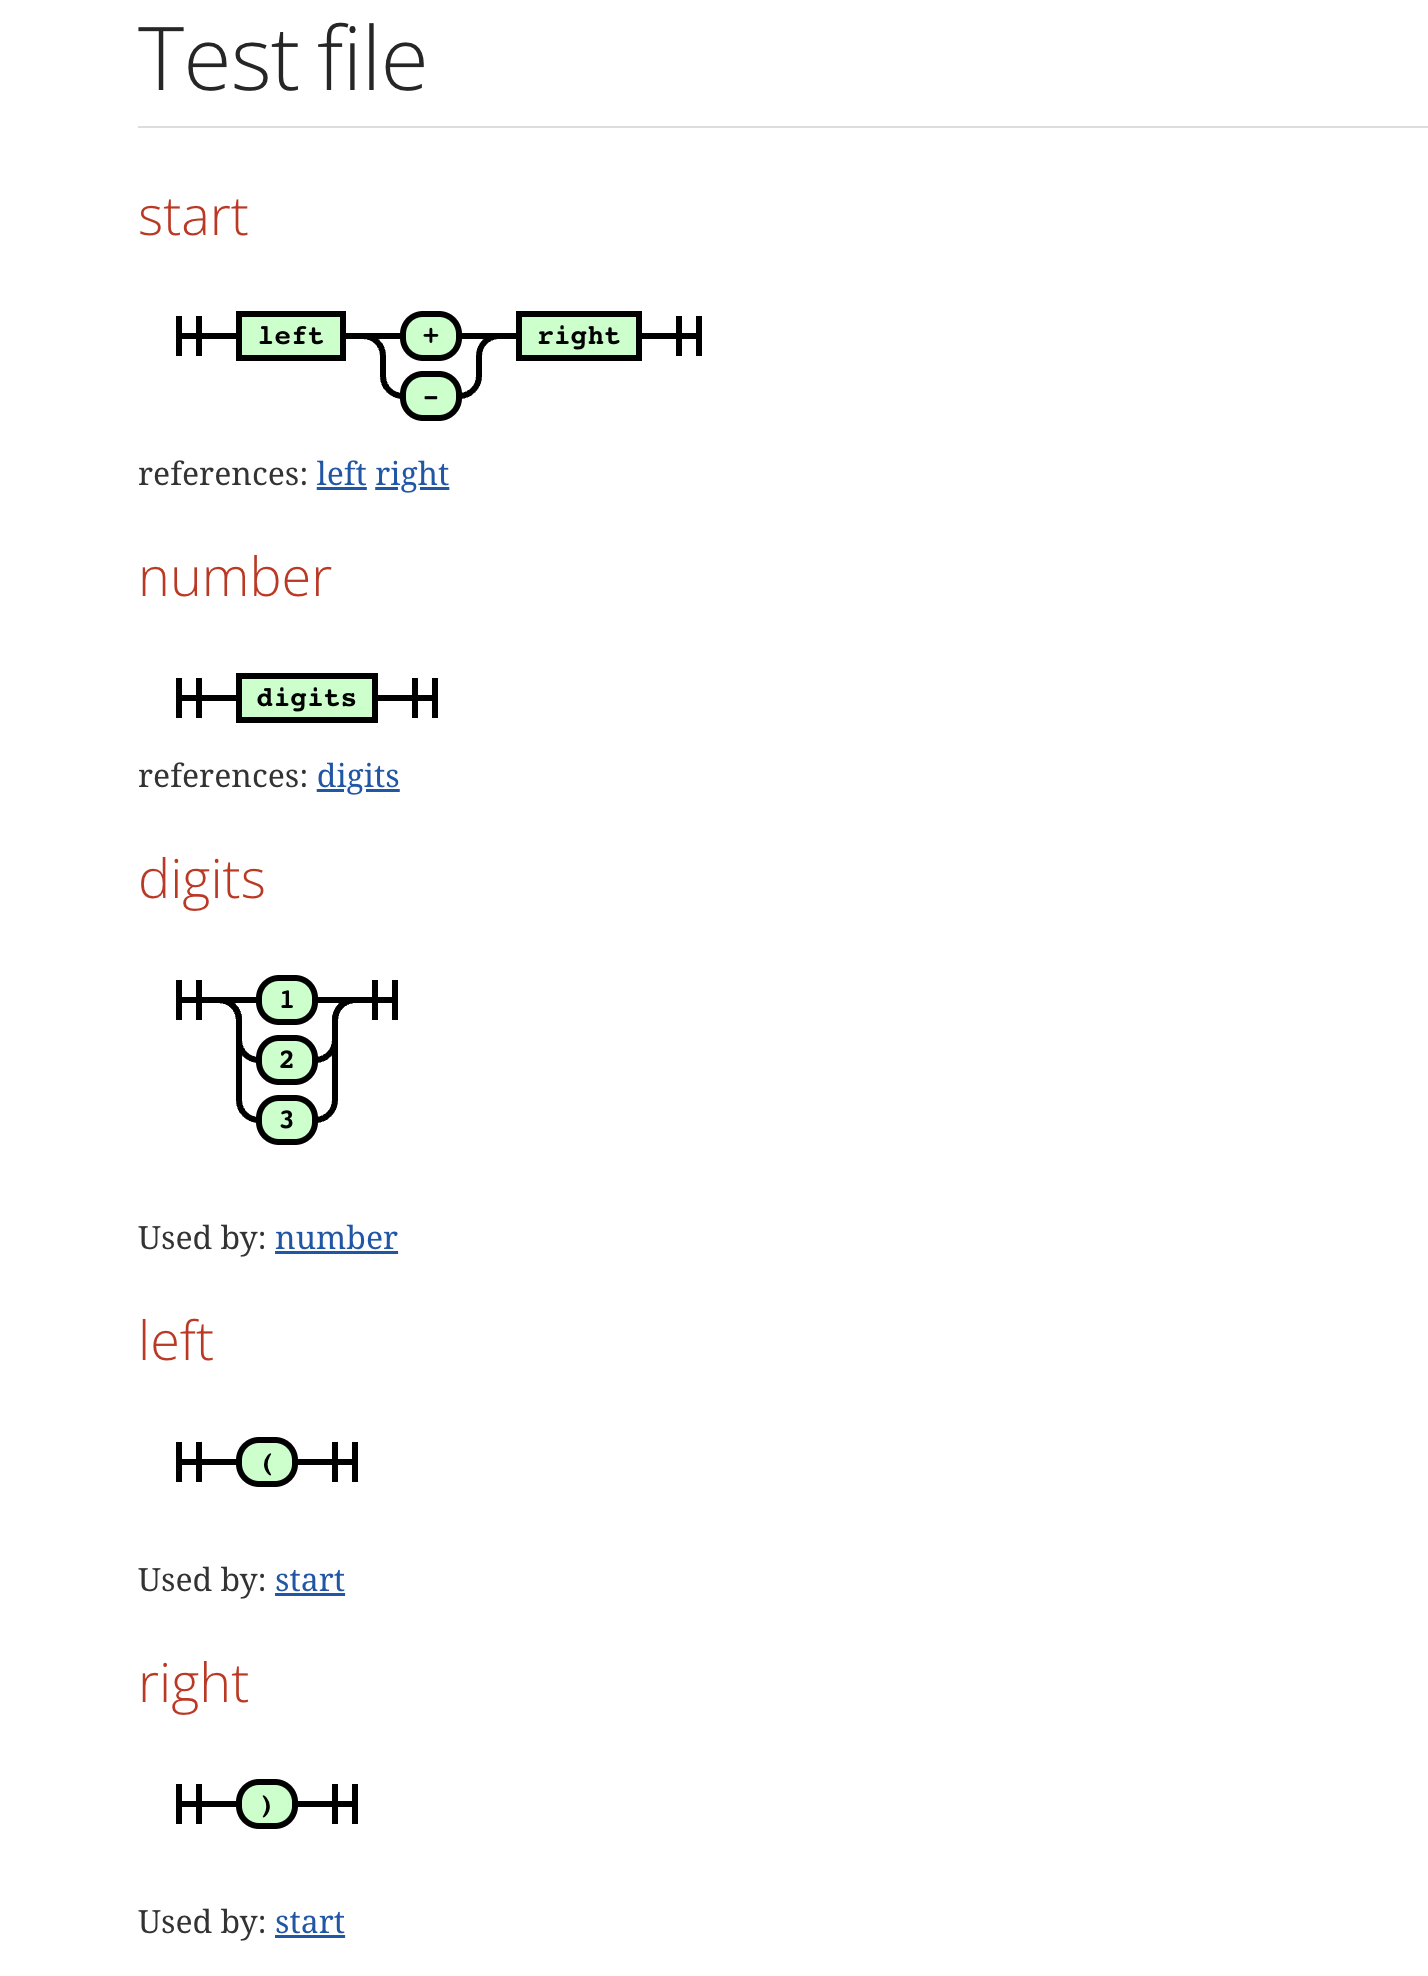 Test file
start
left + right
-
references: left right
number
digits
references: digits
digits
1
2
3
Used by: number
left
(
Used by: start
right
)
Used by: start